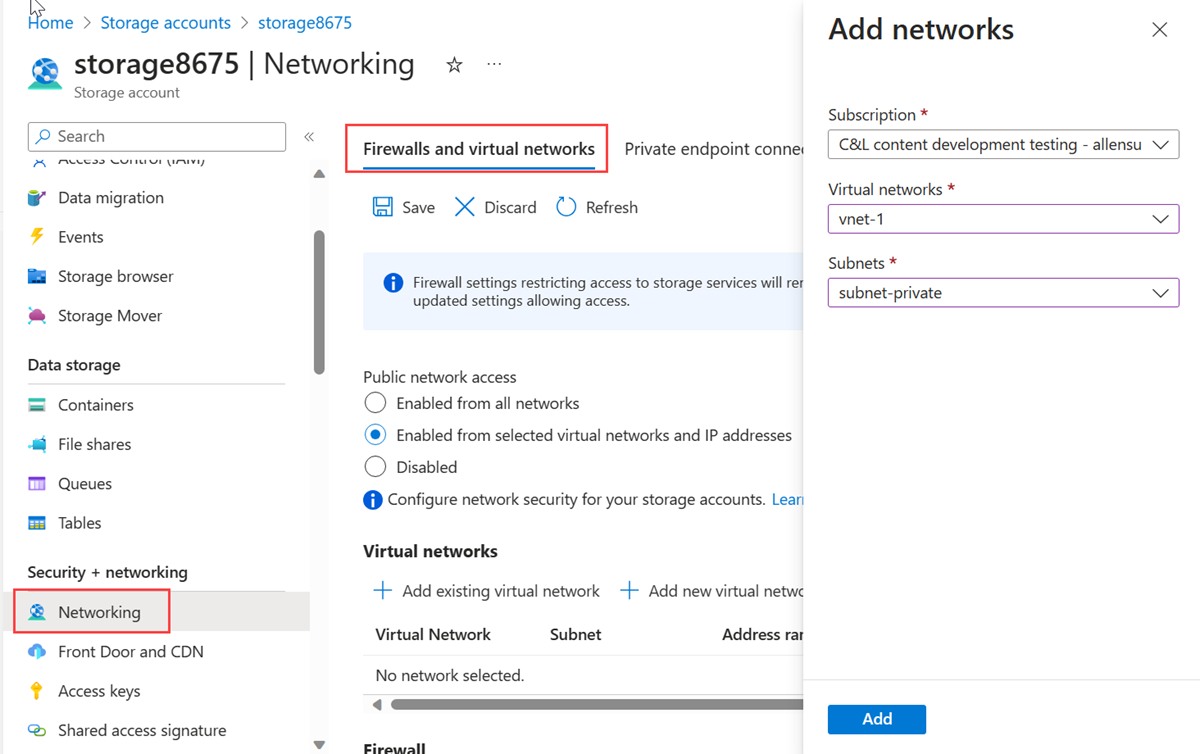 Home > Storage accounts > storage8675
storage8675 | Networking
Storage account
Search
Access Control (IAM)
Data migration
Events
Storage browser
Storage Mover
Data storage
Containers
File shares
Queues
Tables
Security + networking
Networking
Front Door and CDN
Access keys
Shared access signature
Firewalls and virtual networks
Private endpoint connec
Save
Discard
Refresh
Firewall settings restricting access to storage services will rem
updated settings allowing access.
Public network access
Enabled from all networks
Enabled from selected virtual networks and IP addresses
Disabled
Configure network security for your storage accounts. Learn
Virtual networks
Add existing virtual network
Add new virtual netwo
Virtual Network Subnet Address ran
No network selected.
Firewall
Add networks
Subscription *
C&L content development testing - allensu
Virtual networks *
vnet-1
Subnets *
subnet-private
Add